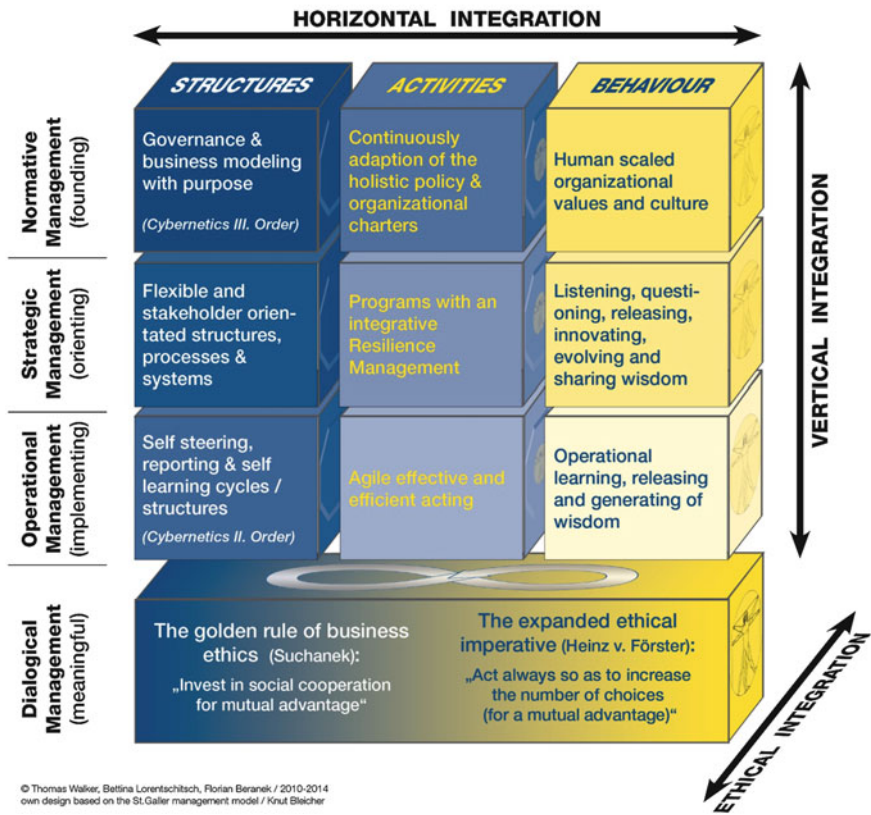 HORIZONTAL INTEGRATION
STRUCTURES
ACTIVITIES
BEHAVIOUR
Normative
Management
(founding)
Governance &
business modeling
with purpose
(Cybernetics III. Order)
Continuously
adaption of the
holistic policy &
organizational
charters
Human scaled
organizational
values and culture
Strategic
Management
(orienting)
Flexible and
stakeholder orien-
tated structures,
processes &
systems
Programs with an
integrative
Resilience
Management
Listening, questi-
oning, releasing,
innovating,
evolving and
sharing wisdom
Operational
Management
(implementing)
Self steering,
reporting & self
learning cycles /
structures
(Cybernetics II. Order)
Agile effective and
efficient acting
Operational
learning, releasing
and generating of
wisdom
VERTICAL INTEGRATION
Dialogical
Management
(meaningful)
The golden rule of business
ethics (Suchanek):
„Invest in social cooperation
for mutual advantage“
The expanded ethical
imperative (Heinz v. Förster):
„Act always so as to increase
the number of choices
(for a mutual advantage)“
ETHICAL INTEGRATION
© Thomas Walker, Bettina Lorentschitsch, Florian Beranek / 2010-2014
own design based on the St.Galler management model / Knut Bleicher